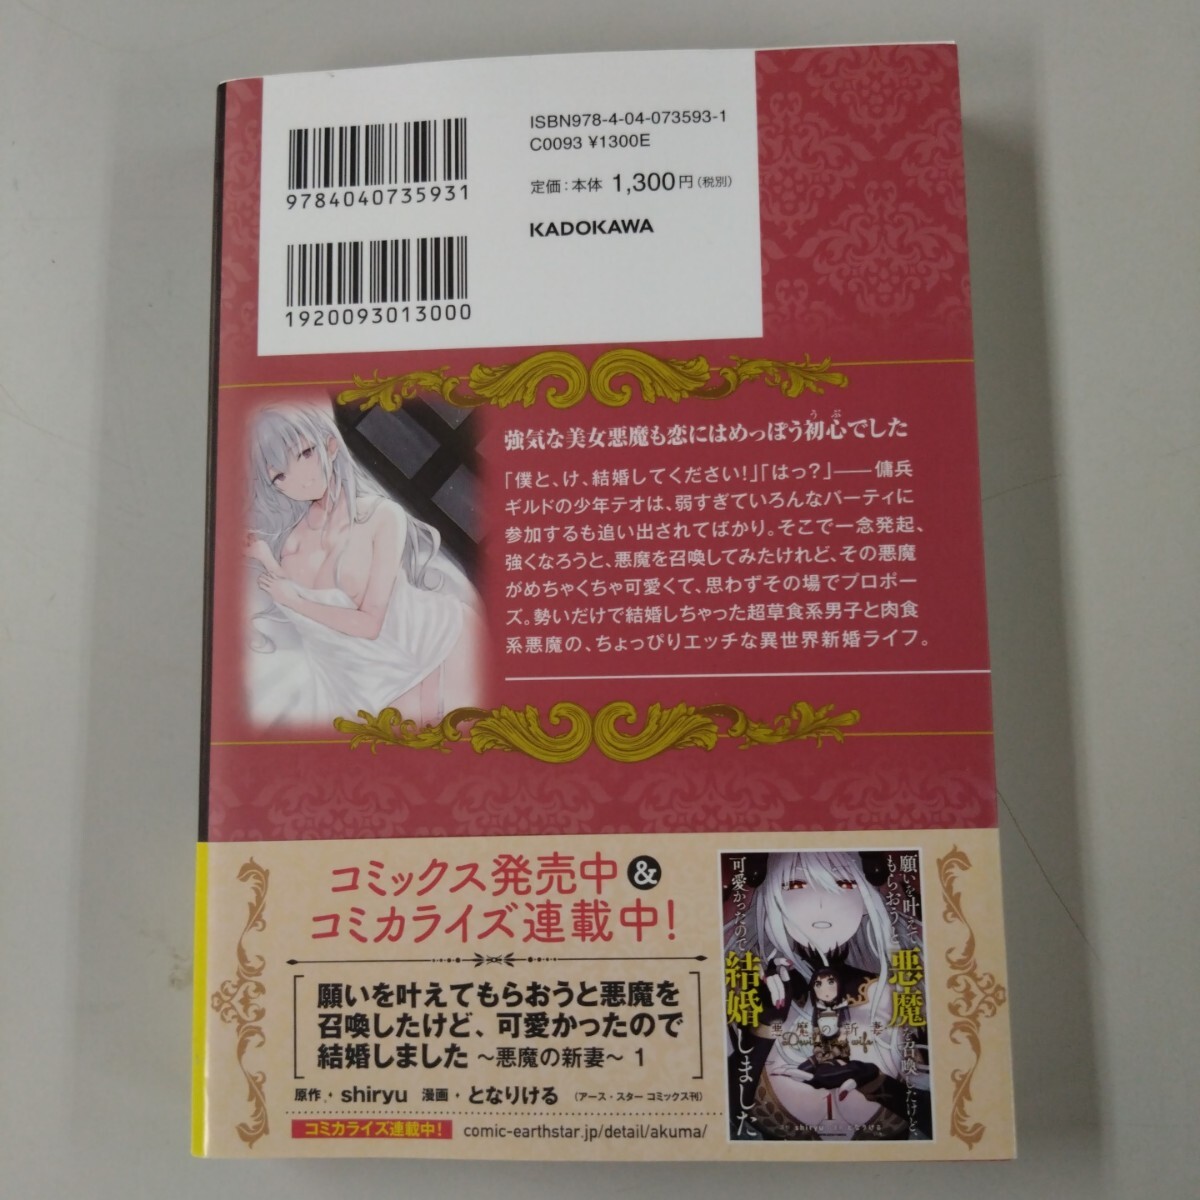 ISBN978-4-04-073593-1
C0093 ¥1300E
定価：本体 1,300円（税別）
KADOKAWA
9784040735931
1920093013000
強気な美女悪魔も恋にはめっぽう初心でした
うぶ
「僕と、け、結婚してください！」「はっ？」――傭兵
ギルドの少年テオは、弱すぎていろんなパーティに
参加するも追い出されてばかり。そこで一念発起、
強くなろうと、悪魔を召喚してみたけれど、その悪魔
がめちゃくちゃ可愛くて、思わずその場でプロポー
ズ。勢いだけで結婚しちゃった超草食系男子と肉食
系悪魔の、ちょっぴりエッチな異世界新婚ライフ。
コミックス発売中＆
コミカライズ連載中！
願いを叶えてもらおうと悪魔を
召喚したけど、可愛かったので
結婚しました ～悪魔の新妻～ 1
原作・shiryu 漫画・となりける （アース・スター コミックス刊）
コミカライズ連載中！ comic-earthstar.jp/detail/akuma/
願いを叶えて
もらおうと
悪魔を召喚したけど、
可愛かったので
結婚しました
悪魔の新妻
1
shiryu となりける